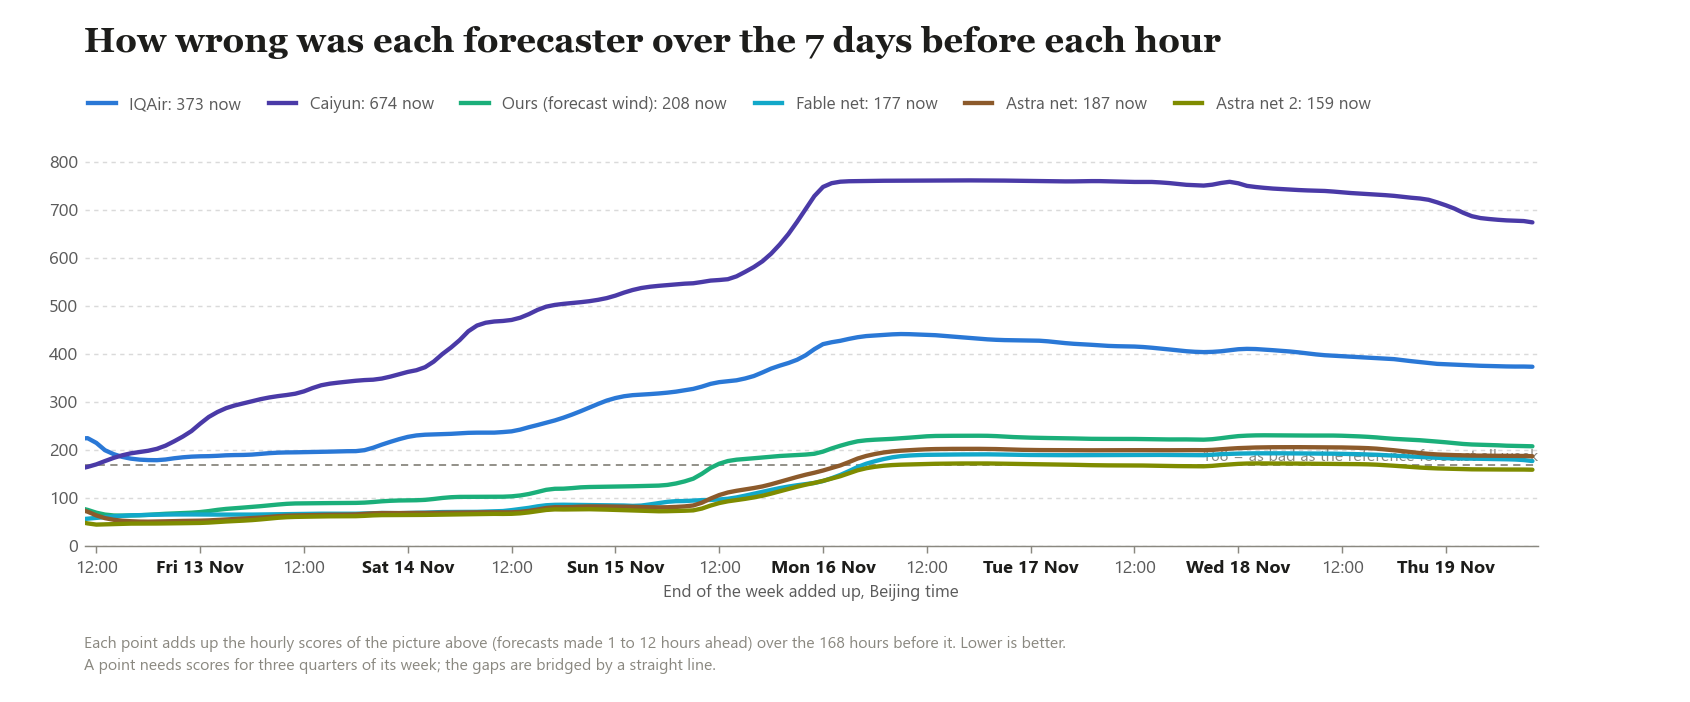 How wrong was each forecaster over the 7 days before each hour
IQAir: 373 now Caiyun: 674 now Ours (forecast wind): 208 now Fable net: 177 now Astra net: 187 now Astra net 2: 159 now
800
700
600
500
400
300
200
as bad as the reference
100
0
12:00 Fri 13 Nov 12:00 Sat 14 Nov 12:00 Sun 15 Nov 12:00 Mon 16 Nov 12:00 Tue 17 Nov 12:00 Wed 18 Nov 12:00 Thu 19 Nov
End of the week added up, Beijing time
Each point adds up the hourly scores of the picture above (forecasts made 1 to 12 hours ahead) over the 168 hours before it. Lower is better.
A point needs scores for three quarters of its week; the gaps are bridged by a straight line.